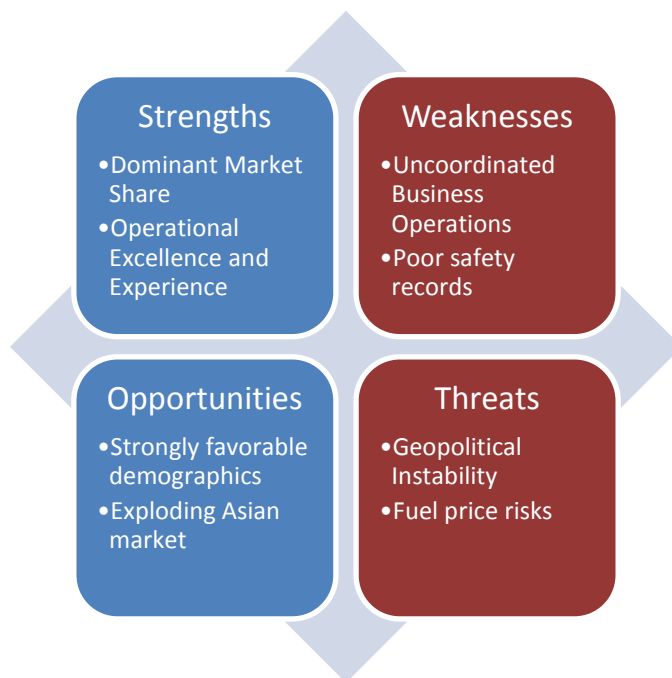 Strengths
•Dominant Market
Share
•Operational
Excellence and
Experience
Weaknesses
•Uncoordinated
Business
Operations
•Poor safety
records
Opportunities
•Strongly favorable
demographics
•Exploding Asian
market
Threats
•Geopolitical
Instability
•Fuel price risks